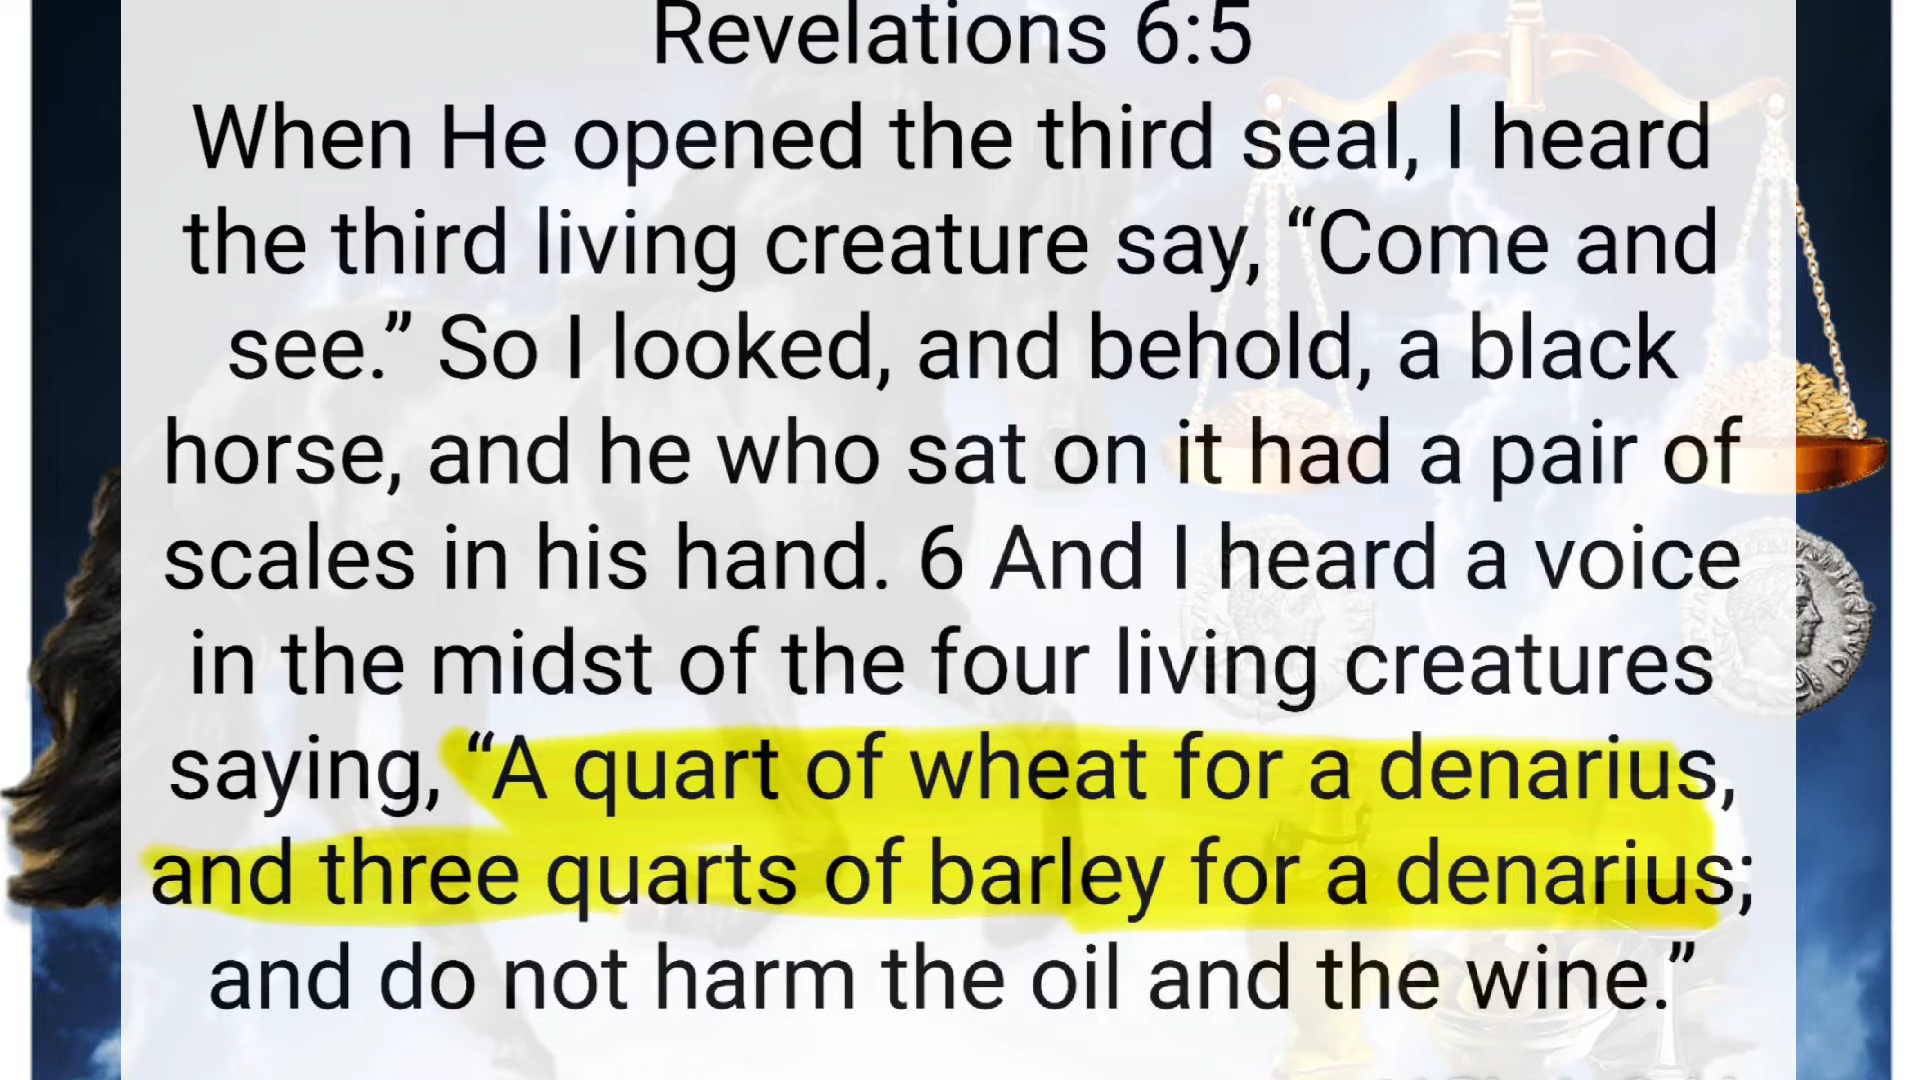 Revelations 6:5
When He opened the third seal, I heard
the third living creature say, “Come and
see.” So I looked, and behold, a black
horse, and he who sat on it had a pair of
scales in his hand. 6 And I heard a voice
in the midst of the four living creatures
saying, “A quart of wheat for a denarius,
and three quarts of barley for a denarius;
and do not harm the oil and the wine.”